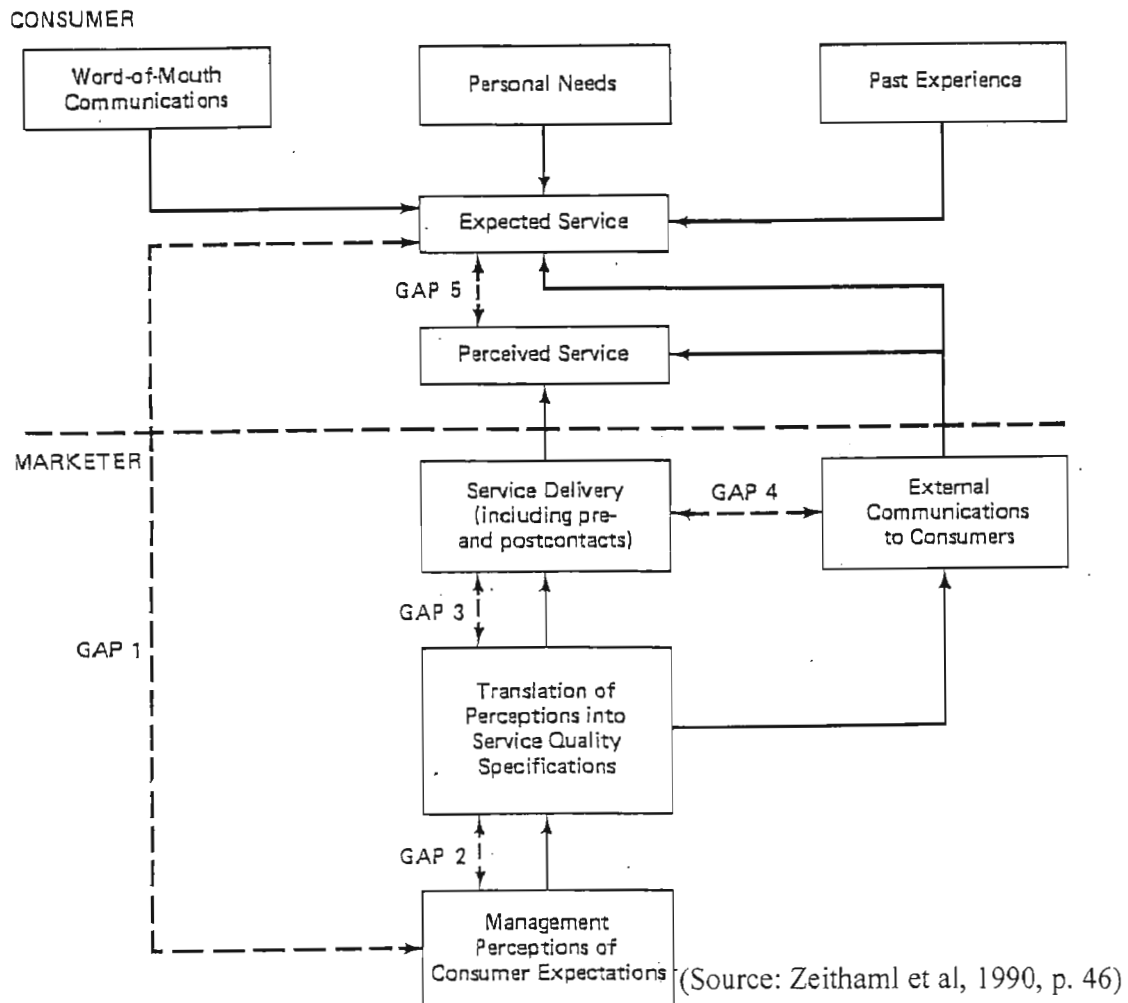 CONSUMER
Word-of-Mouth
Communications
Personal Needs
Past Experience
Expected Service
GAP 5
Perceived Service
MARKETER
Service Delivery
(including pre-
and postcontacts)
GAP 4
External
Communications
to Consumers
GAP 3
GAP 1
Translation of
Perceptions into
Service Quality
Specifications
GAP 2
Management
Perceptions of
Consumer Expectations
(Source: Zeithaml et al, 1990, p. 46)